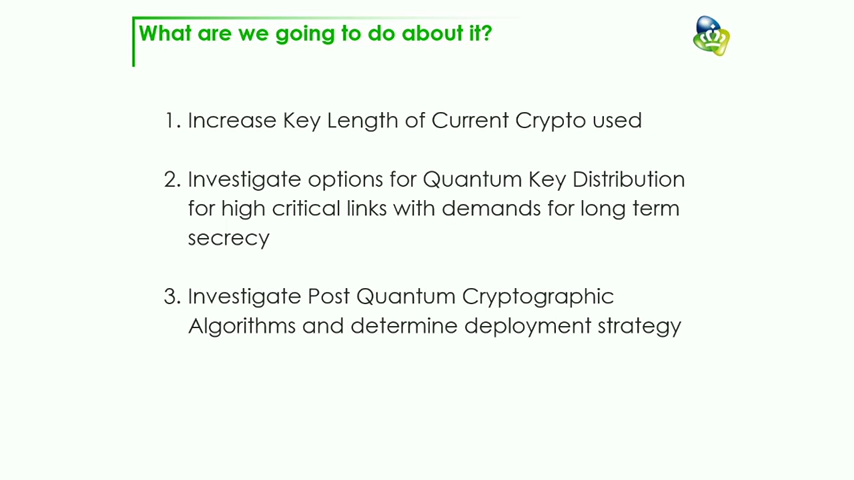 What are we going to do about it?
1. Increase Key Length of Current Crypto used
2. Investigate options for Quantum Key Distribution
for high critical links with demands for long term
secrecy
3. Investigate Post Quantum Cryptographic
Algorithms and determine deployment strategy